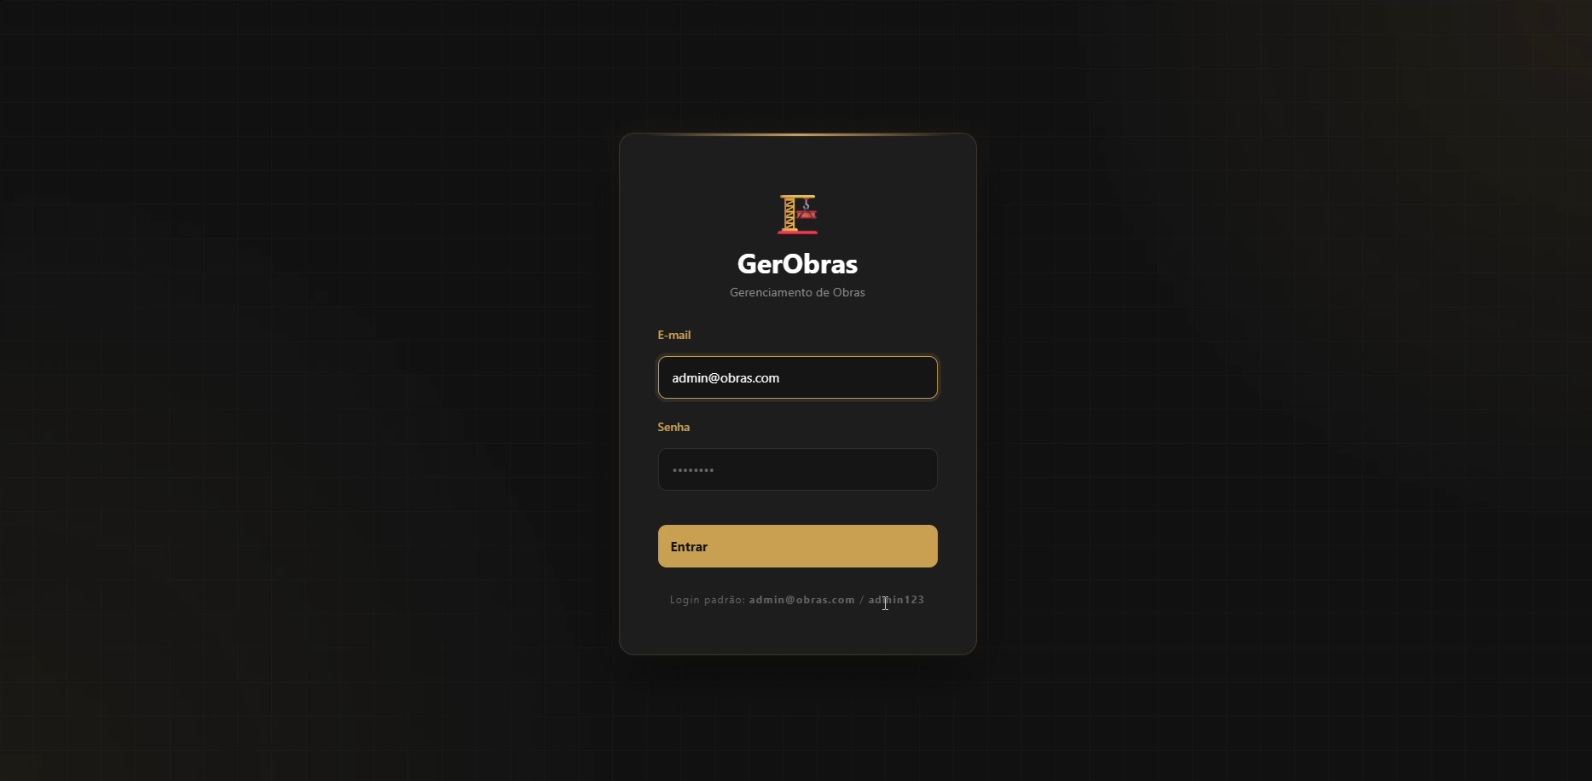 GerObras
Gerenciamento de Obras
E-mail
admin@obras.com
Senha
••••••••
Entrar
Login padrão: admin@obras.com / admin123